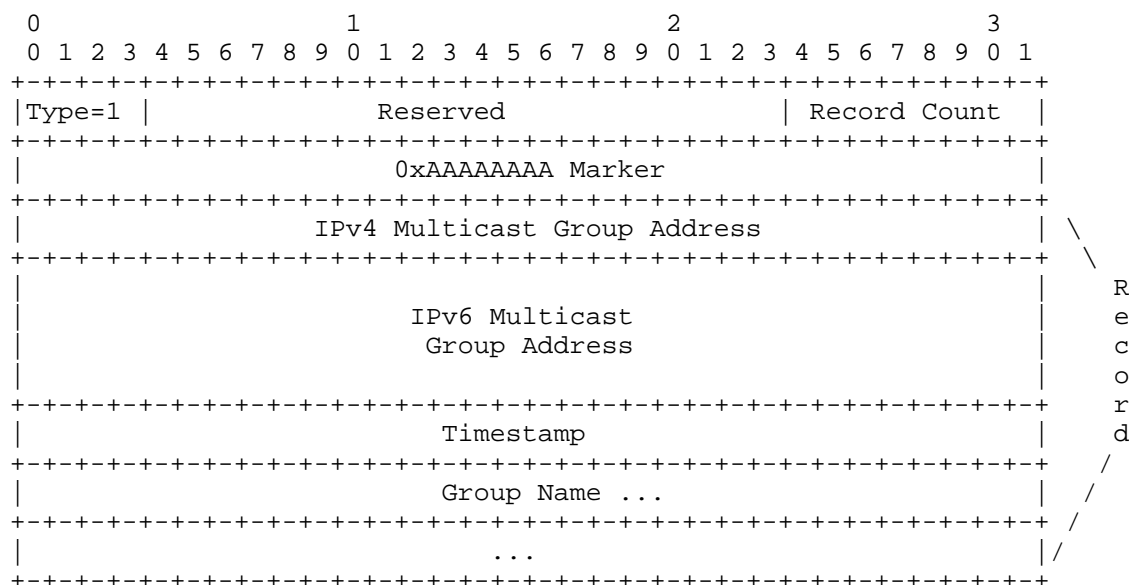 0                   1                   2                   3
 0 1 2 3 4 5 6 7 8 9 0 1 2 3 4 5 6 7 8 9 0 1 2 3 4 5 6 7 8 9 0 1
+-+-+-+-+-+-+-+-+-+-+-+-+-+-+-+-+-+-+-+-+-+-+-+-+-+-+-+-+-+-+-+-+
|Type=1 |               Reserved                | Record Count  |
+-+-+-+-+-+-+-+-+-+-+-+-+-+-+-+-+-+-+-+-+-+-+-+-+-+-+-+-+-+-+-+-+
|                       0xAAAAAAAA Marker                       |
+-+-+-+-+-+-+-+-+-+-+-+-+-+-+-+-+-+-+-+-+-+-+-+-+-+-+-+-+-+-+-+-+
|                  IPv4 Multicast Group Address                 | \
+-+-+-+-+-+-+-+-+-+-+-+-+-+-+-+-+-+-+-+-+-+-+-+-+-+-+-+-+-+-+-+-+  \
|                                                               |    R
|                        IPv6 Multicast                         |    e
|                         Group Address                         |    c
|                                                               |    o
+-+-+-+-+-+-+-+-+-+-+-+-+-+-+-+-+-+-+-+-+-+-+-+-+-+-+-+-+-+-+-+-+    r
|                          Timestamp                            |    d
+-+-+-+-+-+-+-+-+-+-+-+-+-+-+-+-+-+-+-+-+-+-+-+-+-+-+-+-+-+-+-+-+   /
|                          Group Name ...                       |  /
+-+-+-+-+-+-+-+-+-+-+-+-+-+-+-+-+-+-+-+-+-+-+-+-+-+-+-+-+-+-+-+-+ /
|                             ...                               |/
+-+-+-+-+-+-+-+-+-+-+-+-+-+-+-+-+-+-+-+-+-+-+-+-+-+-+-+-+-+-+-+-+